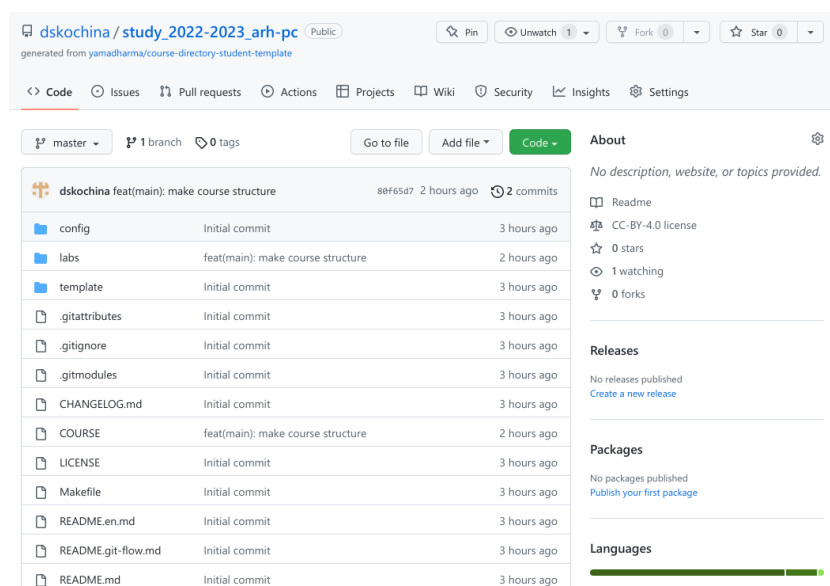 dskochina / study_2022-2023_arh-pc Public
Pin Unwatch 1 Fork 0 Star 0
generated from yamadharma/course-directory-student-template
Code Issues Pull requests Actions Projects Wiki Security Insights Settings
master 1 branch 0 tags Go to file Add file Code
dskochina feat(main): make course structure 80f65d7 2 hours ago 2 commits
config Initial commit 3 hours ago
labs feat(main): make course structure 2 hours ago
template Initial commit 3 hours ago
.gitattributes Initial commit 3 hours ago
.gitignore Initial commit 3 hours ago
.gitmodules Initial commit 3 hours ago
CHANGELOG.md Initial commit 3 hours ago
COURSE feat(main): make course structure 2 hours ago
LICENSE Initial commit 3 hours ago
Makefile Initial commit 3 hours ago
README.en.md Initial commit 3 hours ago
README.git-flow.md Initial commit 3 hours ago
README.md Initial commit 3 hours ago
About
No description, website, or topics provided.
Readme
CC-BY-4.0 license
0 stars
1 watching
0 forks
Releases
No releases published
Create a new release
Packages
No packages published
Publish your first package
Languages